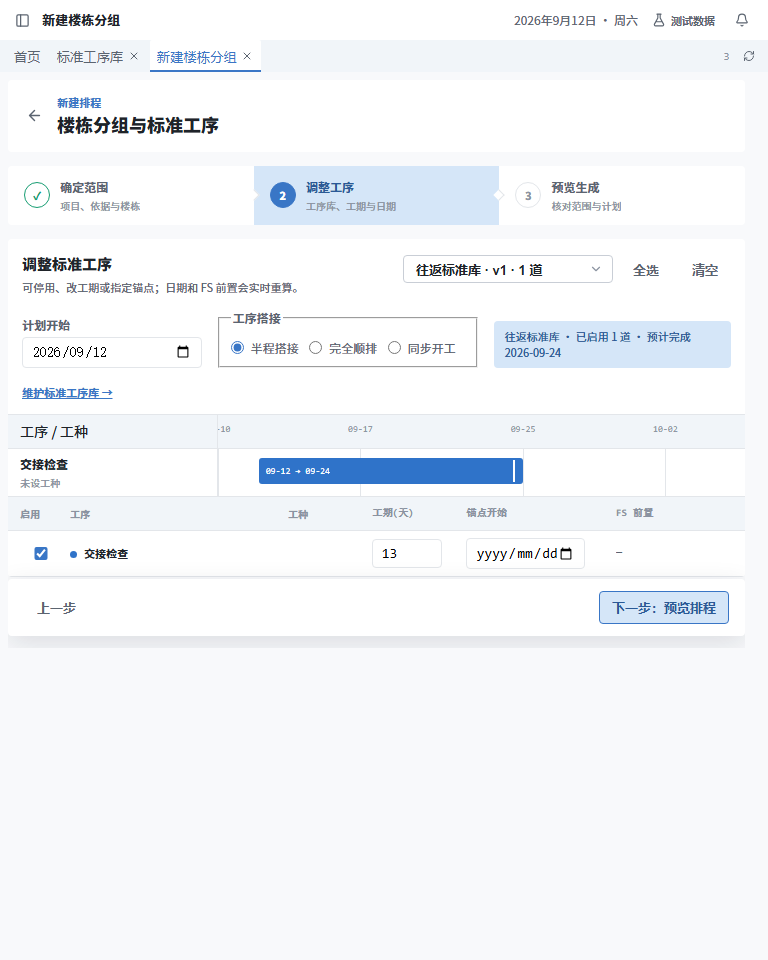 新建楼栋分组
2026年9月12日 • 周六 测试数据
首页 标准工序库 × 新建楼栋分组 × 3
新建排程
楼栋分组与标准工序
✓ 确定范围
项目、依据与楼栋
2 调整工序
工序库、工期与日期
3 预览生成
核对范围与计划
调整标准工序
可停用、改工期或指定锚点；日期和 FS 前置会实时重算。
往返标准库 · v1 · 1 道 全选 清空
计划开始
2026/09/12
工序搭接
半程搭接 完全顺排 同步开工
往返标准库 • 已启用 1 道 • 预计完成
2026-09-24
维护标准工序库 →
工序 / 工种 -10 09-17 09-25 10-02
交接检查
未设工种
09-12 → 09-24
启用 工序 工种 工期(天) 锚点开始 FS 前置
交接检查 13 yyyy/mm/dd —
上一步 下一步：预览排程